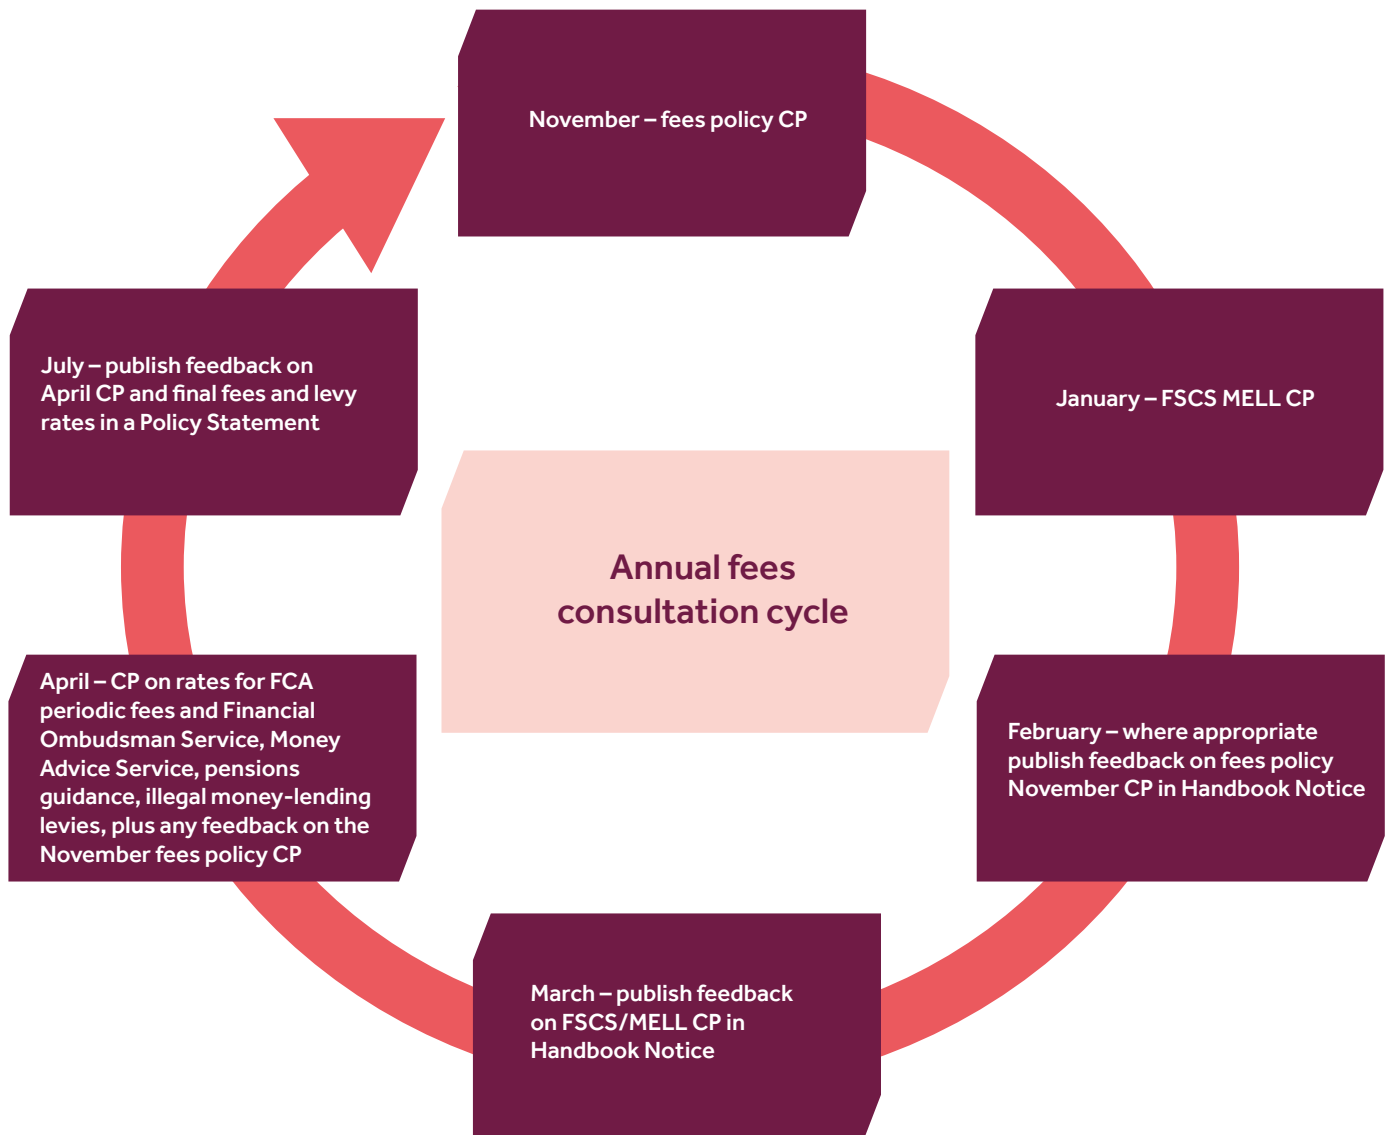 November – fees policy CP
January – FSCS MELL CP
February – where appropriate
publish feedback on fees policy
November CP in Handbook Notice
March – publish feedback
on FSCS/MELL CP in
Handbook Notice
April – CP on rates for FCA
periodic fees and Financial
Ombudsman Service, Money
Advice Service, pensions
guidance, illegal money-lending
levies, plus any feedback on the
November fees policy CP
July – publish feedback on
April CP and final fees and levy
rates in a Policy Statement
Annual fees
consultation cycle